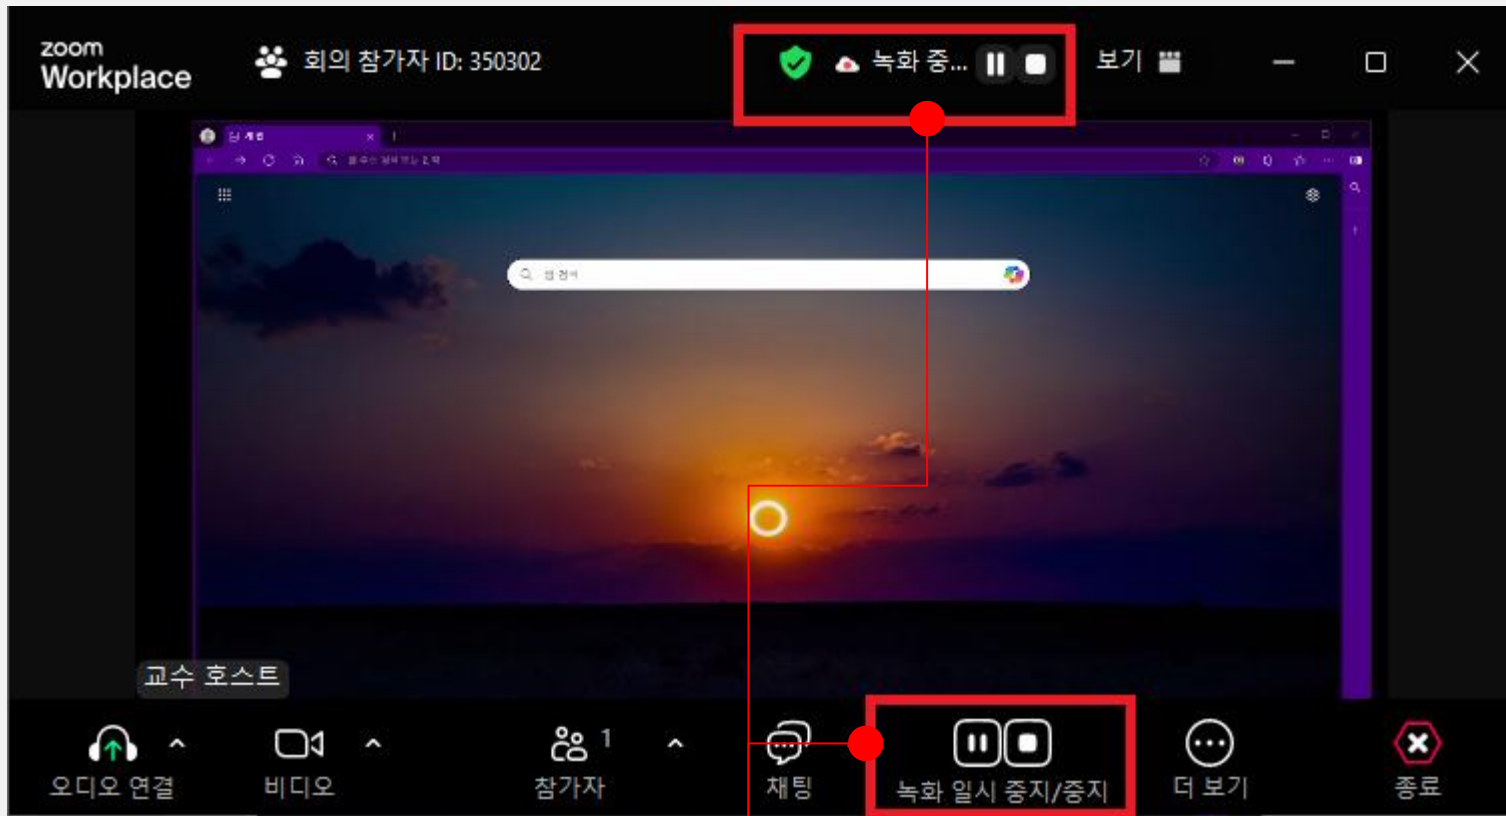 zoom
Workplace
회의 참가자 ID: 350302
녹화 중...
보기
교수 호스트
오디오 연결
비디오
참가자
1
채팅
녹화 일시 중지/중지
더 보기
종료